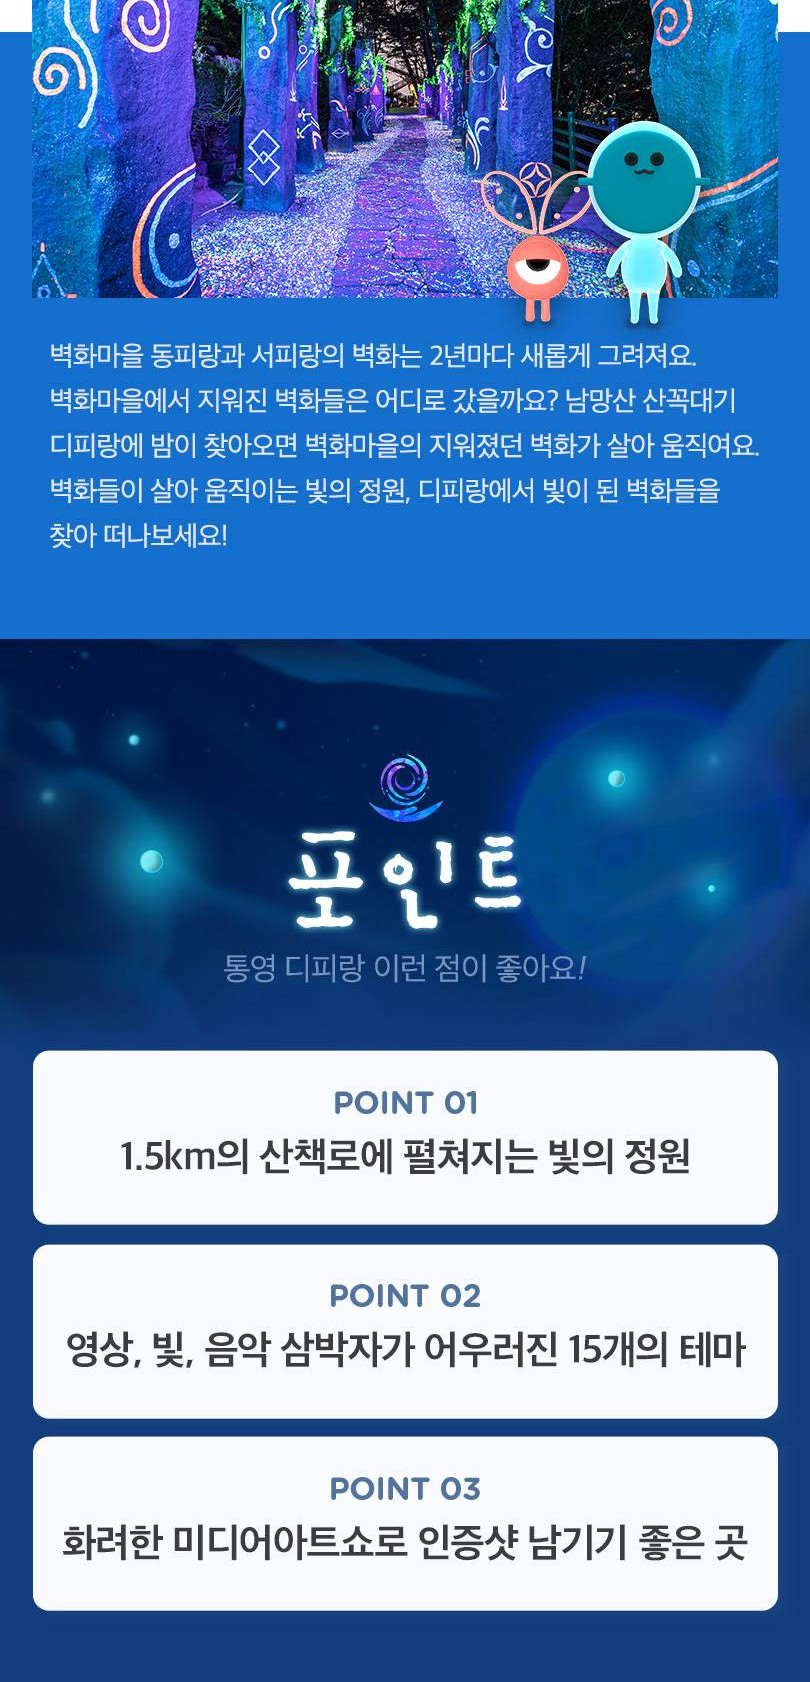 벽화마을 동피랑과 서피랑의 벽화는 2년마다 새롭게 그려져요.
벽화마을에서 지워진 벽화들은 어디로 갔을까요? 남망산 산꼭대기
디피랑에 밤이 찾아오면 벽화마을의 지워졌던 벽화가 살아 움직여요.
벽화들이 살아 움직이는 빛의 정원, 디피랑에서 빛이 된 벽화들을
찾아 떠나보세요!
포인트
통영 디피랑 이런 점이 좋아요!
POINT 01
1.5km의 산책로에 펼쳐지는 빛의 정원
POINT 02
영상, 빛, 음악 삼박자가 어우러진 15개의 테마
POINT 03
화려한 미디어아트쇼로 인증샷 남기기 좋은 곳